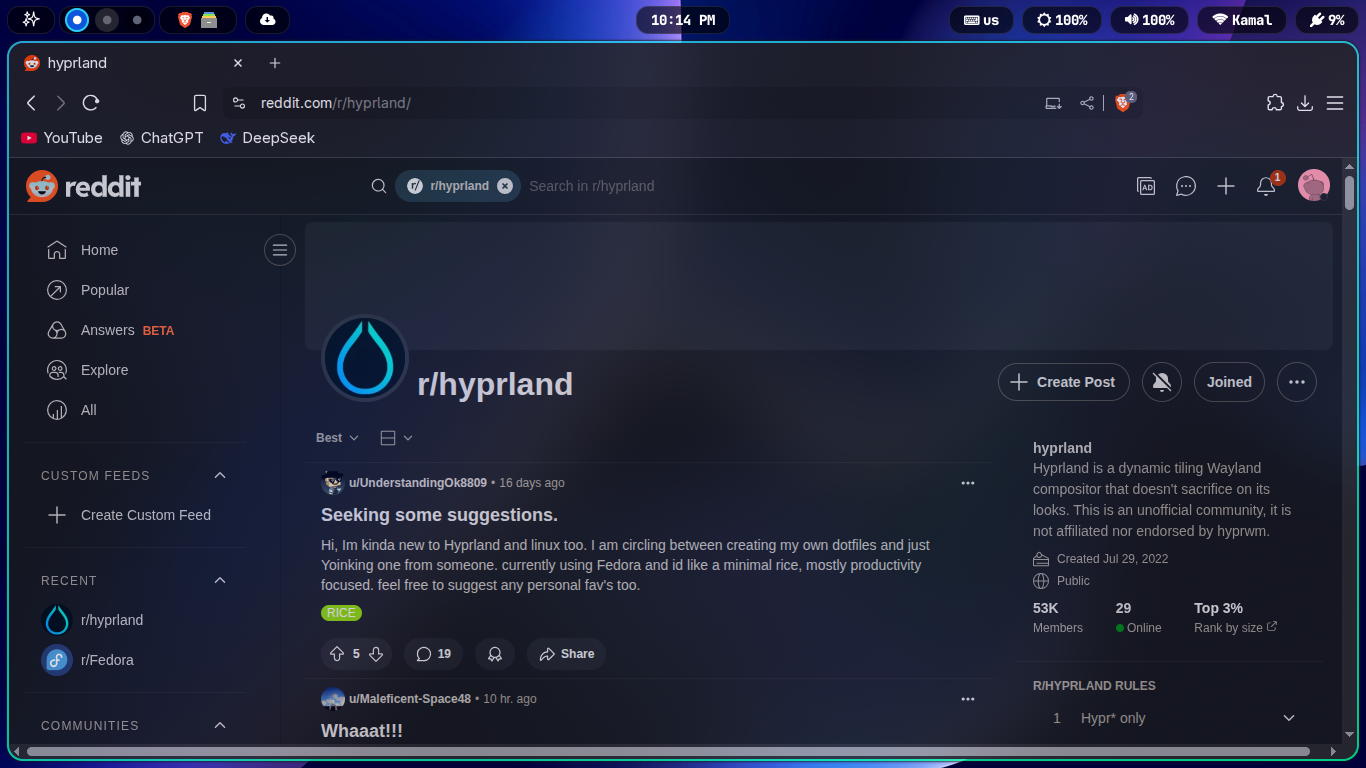 10:14 PM
us
100%
100%
Kamal
9%
hyprland
reddit.com/r/hyprland/
2
YouTube
ChatGPT
DeepSeek
reddit
r/
r/hyprland
Search in r/hyprland
AD
1
Home
Popular
Answers BETA
Explore
All
CUSTOM FEEDS
Create Custom Feed
RECENT
r/hyprland
r/Fedora
COMMUNITIES
r/hyprland
Create Post
Joined
Best
u/UnderstandingOk8809 • 16 days ago
Seeking some suggestions.
Hi, Im kinda new to Hyprland and linux too. I am circling between creating my own dotfiles and just
Yoinking one from someone. currently using Fedora and id like a minimal rice, mostly productivity
focused. feel free to suggest any personal fav's too.
RICE
5
19
Share
u/Maleficent-Space48 • 10 hr. ago
Whaaat!!!
hyprland
Hyprland is a dynamic tiling Wayland
compositor that doesn't sacrifice on its
looks. This is an unofficial community, it is
not affiliated nor endorsed by hyprwm.
Created Jul 29, 2022
Public
53K
Members
29
Online
Top 3%
Rank by size
R/HYPRLAND RULES
1 Hypr* only